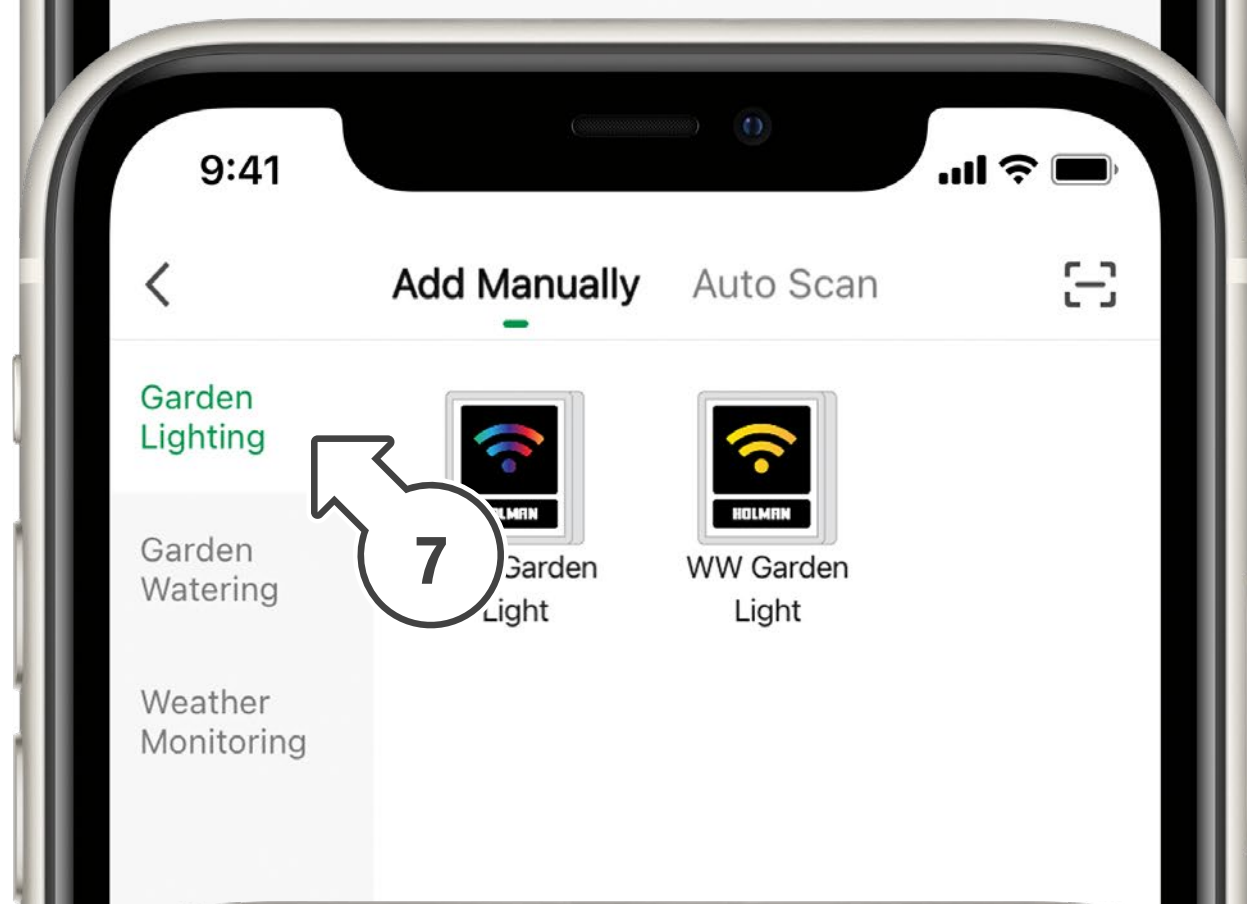 9:41
Add Manually Auto Scan
Garden
Lighting
Garden
Watering
Weather
Monitoring
7
HOLMAN
Garden
Light
WW Garden
Light